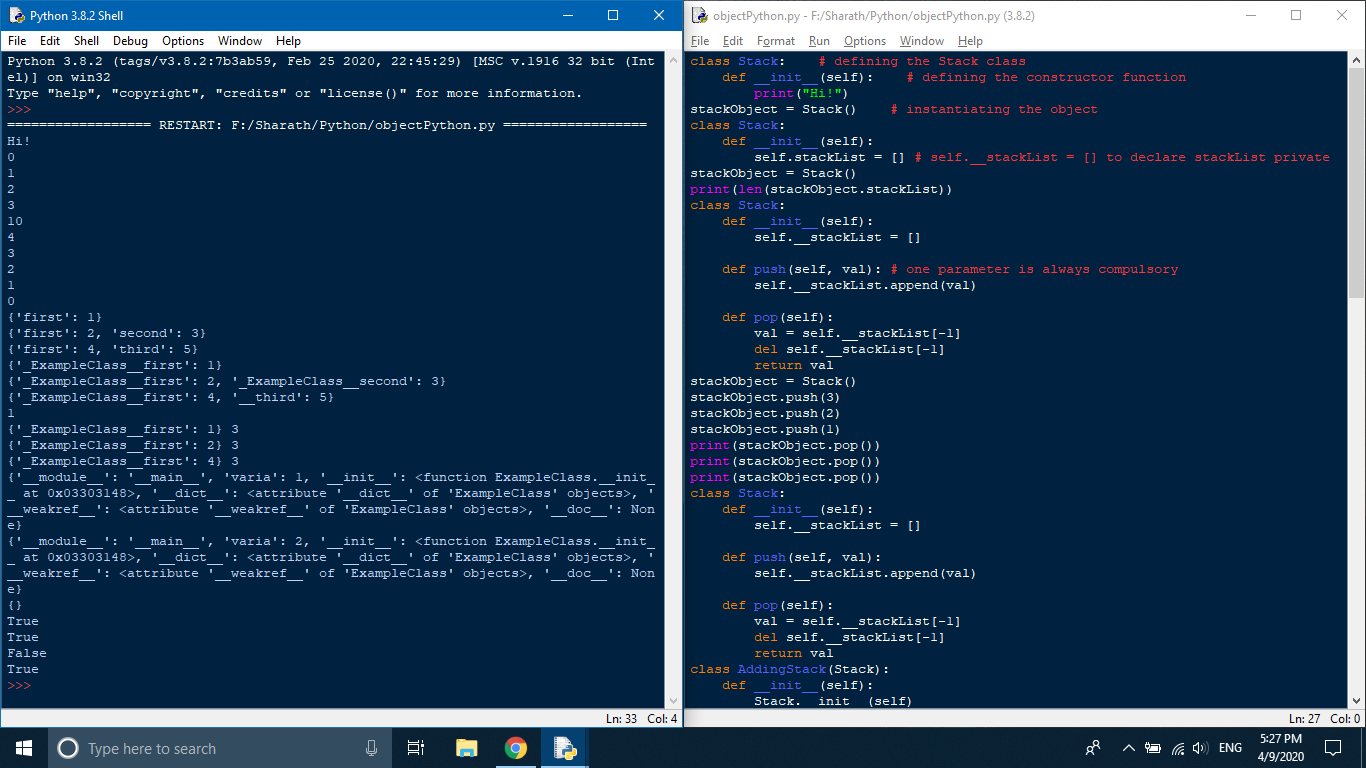 Python 3.8.2 Shell
File Edit Shell Debug Options Window Help
Python 3.8.2 (tags/v3.8.2:7b3ab59, Feb 25 2020, 22:45:29) [MSC v.1916 32 bit (Int
el)] on win32
Type "help", "copyright", "credits" or "license()" for more information.
>>>
================== RESTART: F:/Sharath/Python/objectPython.py ==================
Hi!
0
1
2
3
10
4
3
2
1
0
{'first': 1}
{'first': 2, 'second': 3}
{'first': 4, 'third': 5}
{'_ExampleClass__first': 1}
{'_ExampleClass__first': 2, '_ExampleClass__second': 3}
{'_ExampleClass__first': 4, '__third': 5}
1
{'_ExampleClass__first': 1} 3
{'_ExampleClass__first': 2} 3
{'_ExampleClass__first': 4} 3
{'__module__': '__main__', 'varia': 1, '__init__': <function ExampleClass.__init_
_ at 0x03303148>, '__dict__': <attribute '__dict__' of 'ExampleClass' objects>, '
__weakref__': <attribute '__weakref__' of 'ExampleClass' objects>, '__doc__': Non
e}
{'__module__': '__main__', 'varia': 2, '__init__': <function ExampleClass.__init_
_ at 0x03303148>, '__dict__': <attribute '__dict__' of 'ExampleClass' objects>, '
__weakref__': <attribute '__weakref__' of 'ExampleClass' objects>, '__doc__': Non
e}
{}
True
True
False
True
>>>
Ln: 33 Col: 4
objectPython.py - F:/Sharath/Python/objectPython.py (3.8.2)
File Edit Format Run Options Window Help
class Stack:    # defining the Stack class
    def __init__(self):    # defining the constructor function
        print("Hi!")
stackObject = Stack()    # instantiating the object
class Stack:
    def __init__(self):
        self.stackList = [] # self.__stackList = [] to declare stackList private
stackObject = Stack()
print(len(stackObject.stackList))
class Stack:
    def __init__(self):
        self.__stackList = []
    def push(self, val): # one parameter is always compulsory
        self.__stackList.append(val)
    def pop(self):
        val = self.__stackList[-1]
        del self.__stackList[-1]
        return val
stackObject = Stack()
stackObject.push(3)
stackObject.push(2)
stackObject.push(1)
print(stackObject.pop())
print(stackObject.pop())
print(stackObject.pop())
class Stack:
    def __init__(self):
        self.__stackList = []
    def push(self, val):
        self.__stackList.append(val)
    def pop(self):
        val = self.__stackList[-1]
        del self.__stackList[-1]
        return val
class AddingStack(Stack):
    def __init__(self):
        Stack.__init__(self)
Ln: 27 Col: 0
Type here to search
ENG
5:27 PM
4/9/2020